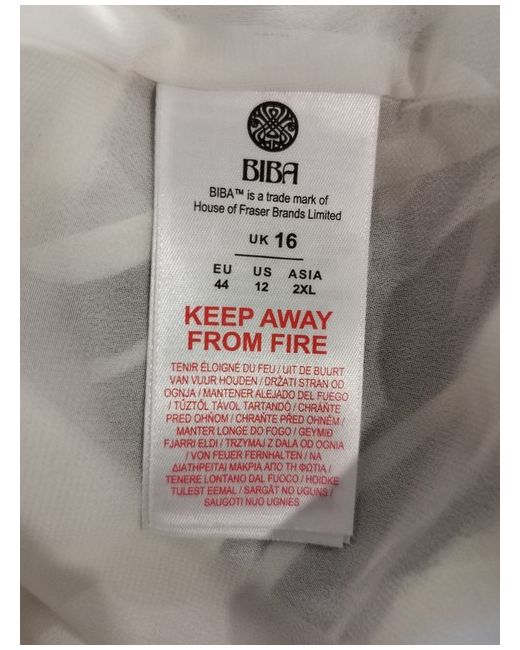 BIBA
BIBA™ is a trade mark of
House of Fraser Brands Limited
UK 16
EU US ASIA
44 12 2XL
KEEP AWAY
FROM FIRE
TENIR ÉLOIGNÉ DU FEU / UIT DE BUURT
VAN VUUR HOUDEN / DRŽATI STRAN OD
OGNJA / MANTENER ALEJADO DEL FUEGO
/ TŰZTŐL TÁVOL TARTANDÓ / CHRÁŇTE
PRED OHŇOM / CHRAŇTE PŘED OHNĚM /
MANTER LONGE DO FOGO / GEYMIÐ
FJARRI ELDI / TRZYMAJ Z DALA OD OGNIA
/ VON FEUER FERNHALTEN / ΝΑ
ΔΙΑΤΗΡΕΙΤΑΙ ΜΑΚΡΙΑ ΑΠΟ ΤΗ ΦΩΤΙΑ /
TENERE LONTANO DAL FUOCO / HOIDKE
TULEST EEMAL / SARGĀT NO UGUNS /
SAUGOTI NUO UGNIES